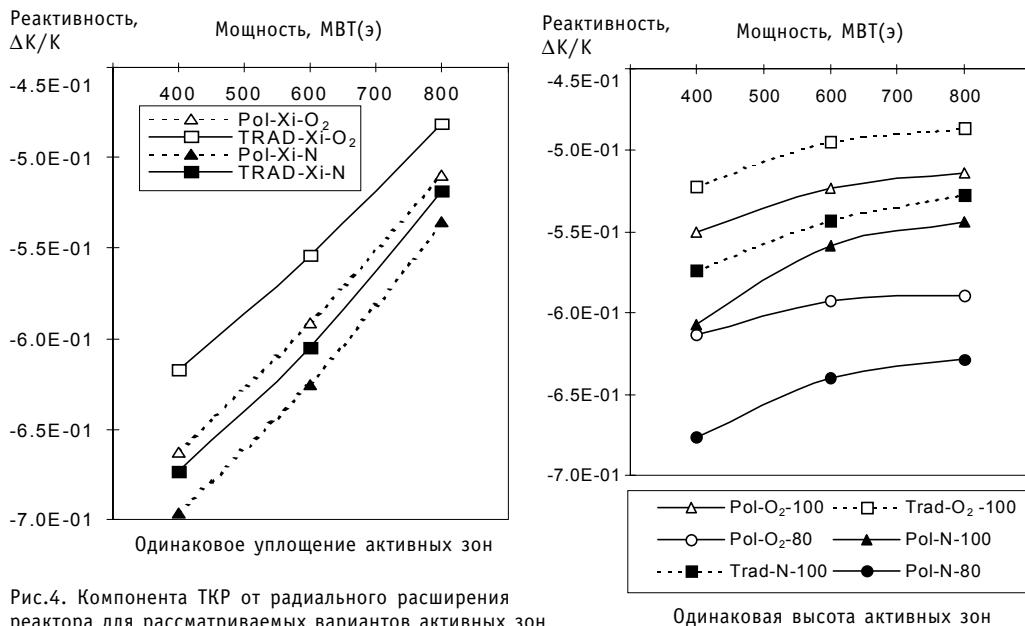 Реактивность,
ΔK/K
Мощность, МВТ(э)
-4.5E-01
400 500 600 700 800
Pol-Xi-O₂
TRAD-Xi-O₂
Pol-Xi-N
TRAD-Xi-N
-5.0E-01
-5.5E-01
-6.0E-01
-6.5E-01
-7.0E-01
Одинаковое уплощение активных зон
Рис.4. Компонента ТКР от радиального расширения
реактора для рассматриваемых вариантов активных зон
Реактивность,
ΔK/K
Мощность, МВТ(э)
-4.5E-01
400 500 600 700 800
-5.0E-01
-5.5E-01
-6.0E-01
-6.5E-01
-7.0E-01
Pol-O₂-100 Trad-O₂ -100
Pol-O₂-80 Pol-N-100
Trad-N-100 Pol-N-80
Одинаковая высота активных зон